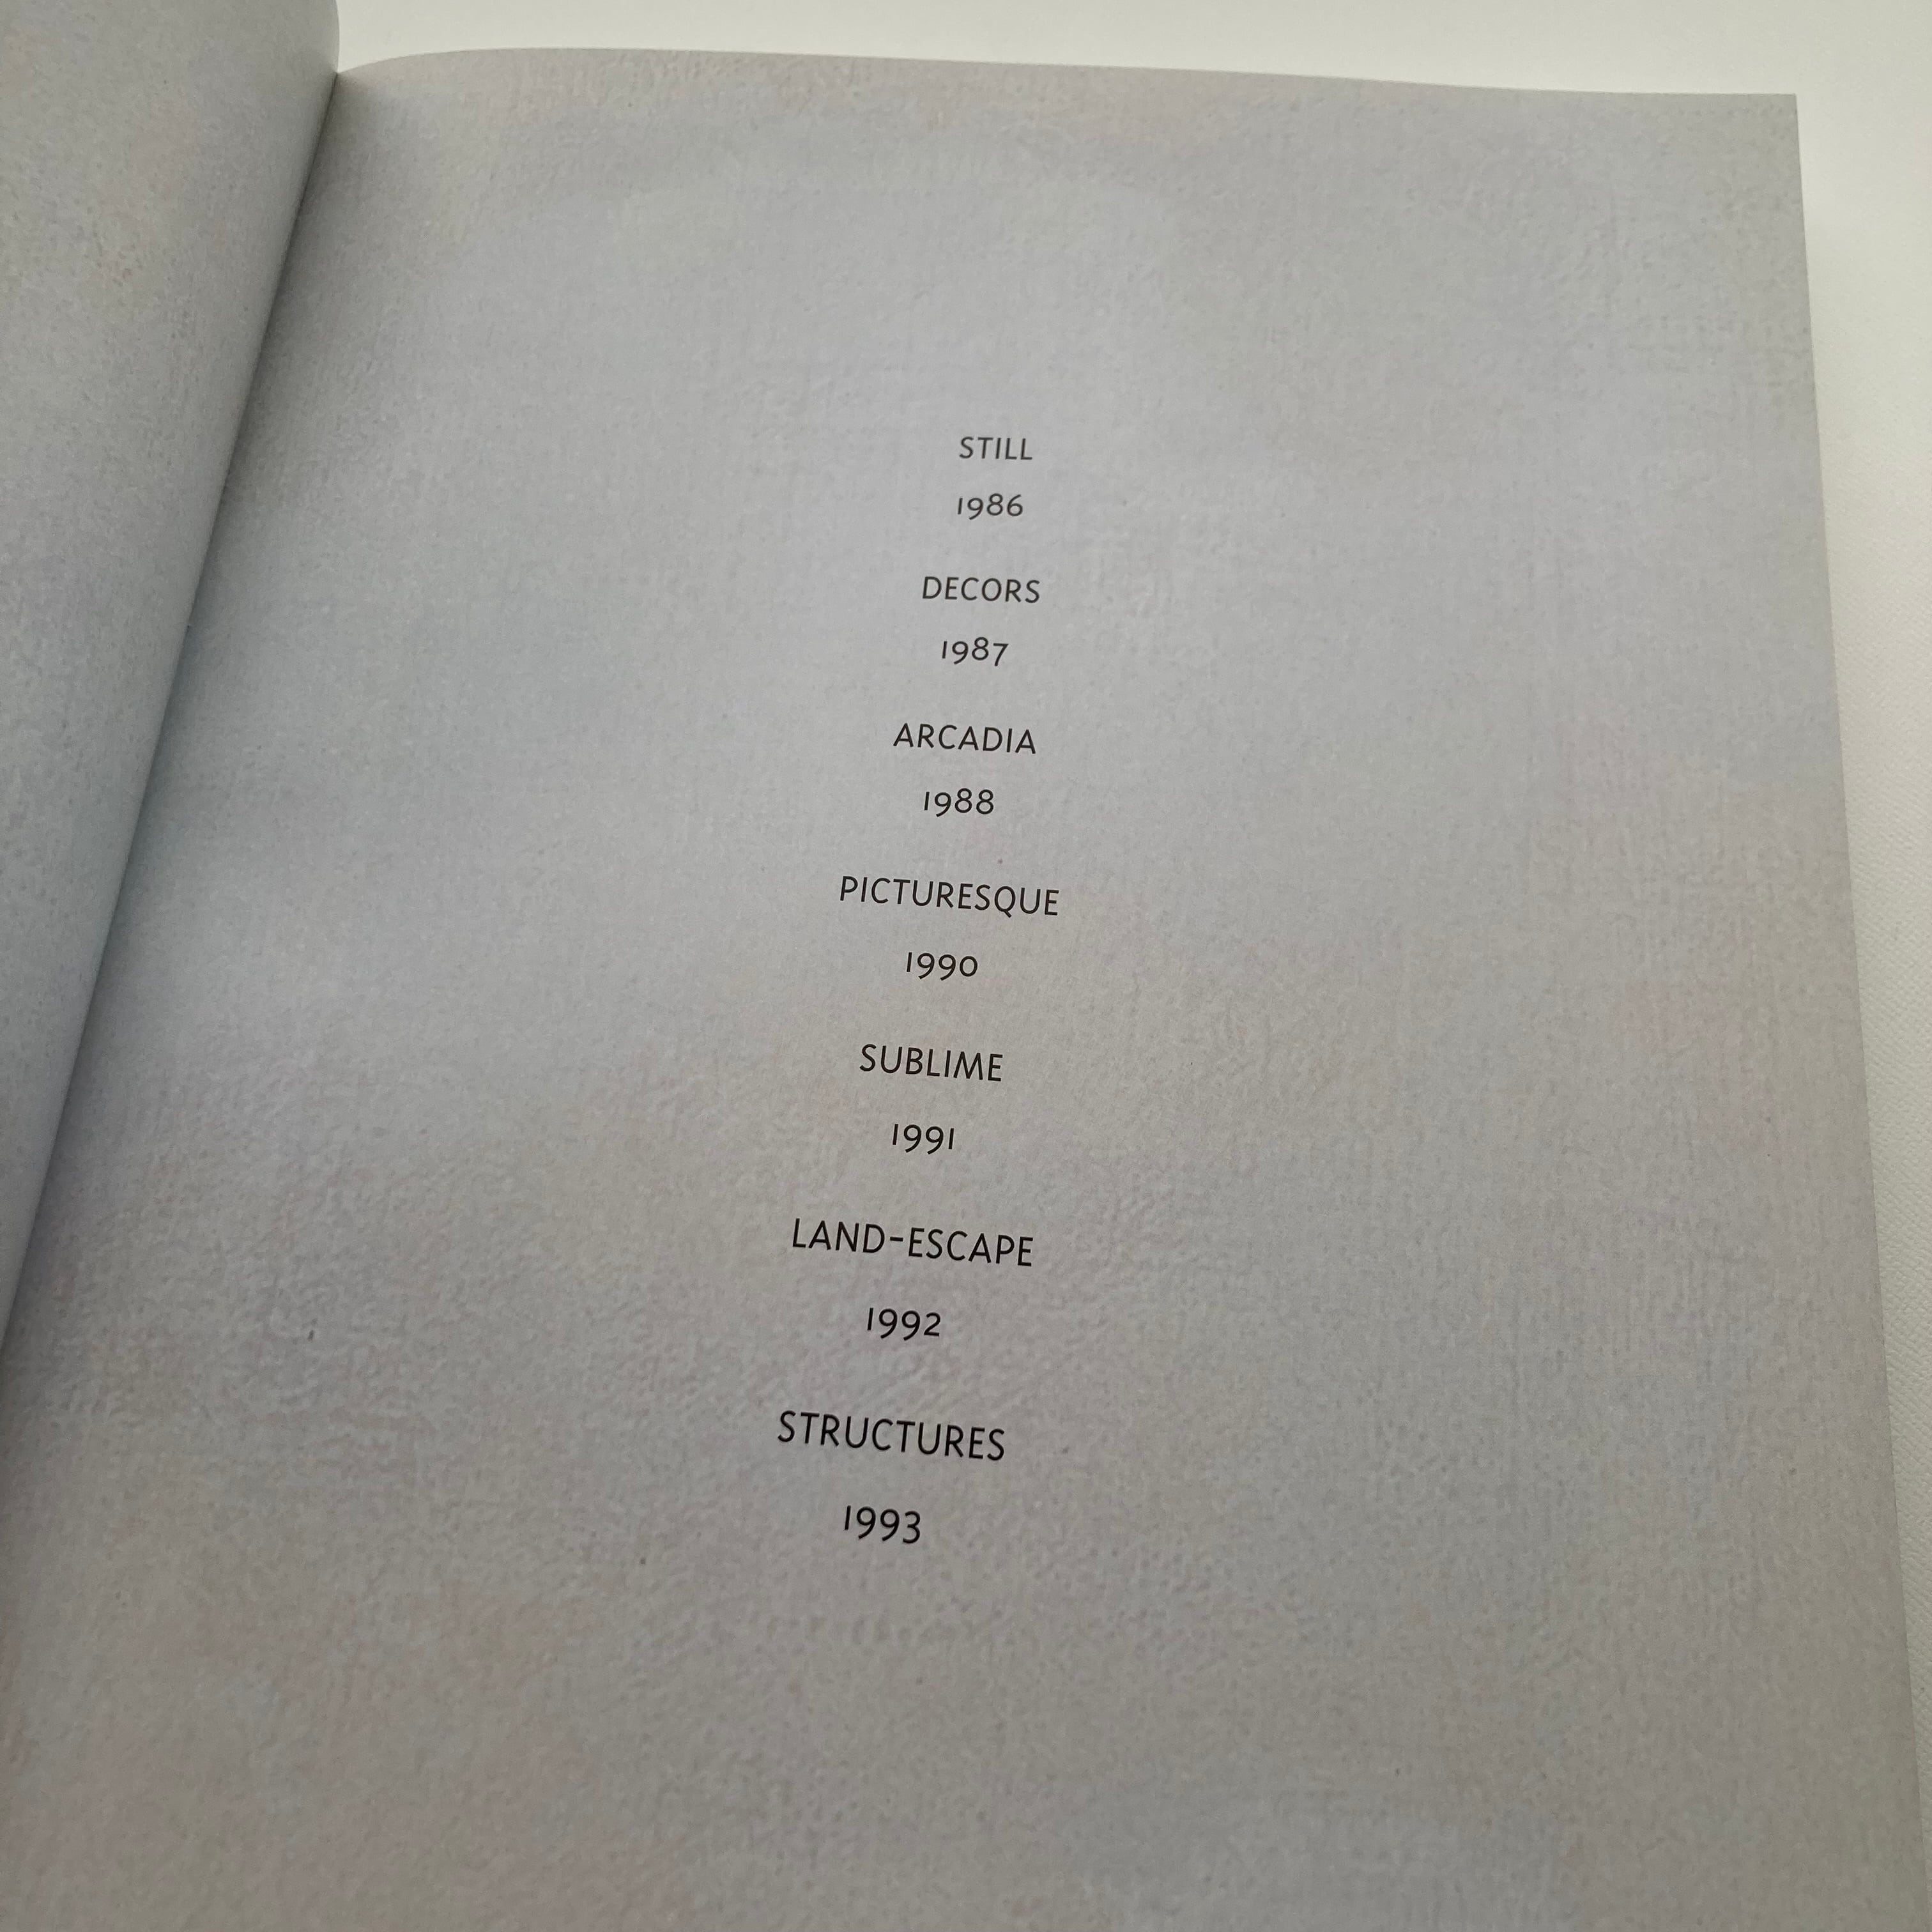 STILL
1986
DECORS
1987
ARCADIA
1988
PICTURESQUE
1990
SUBLIME
1991
LAND-ESCAPE
1992
STRUCTURES
1993